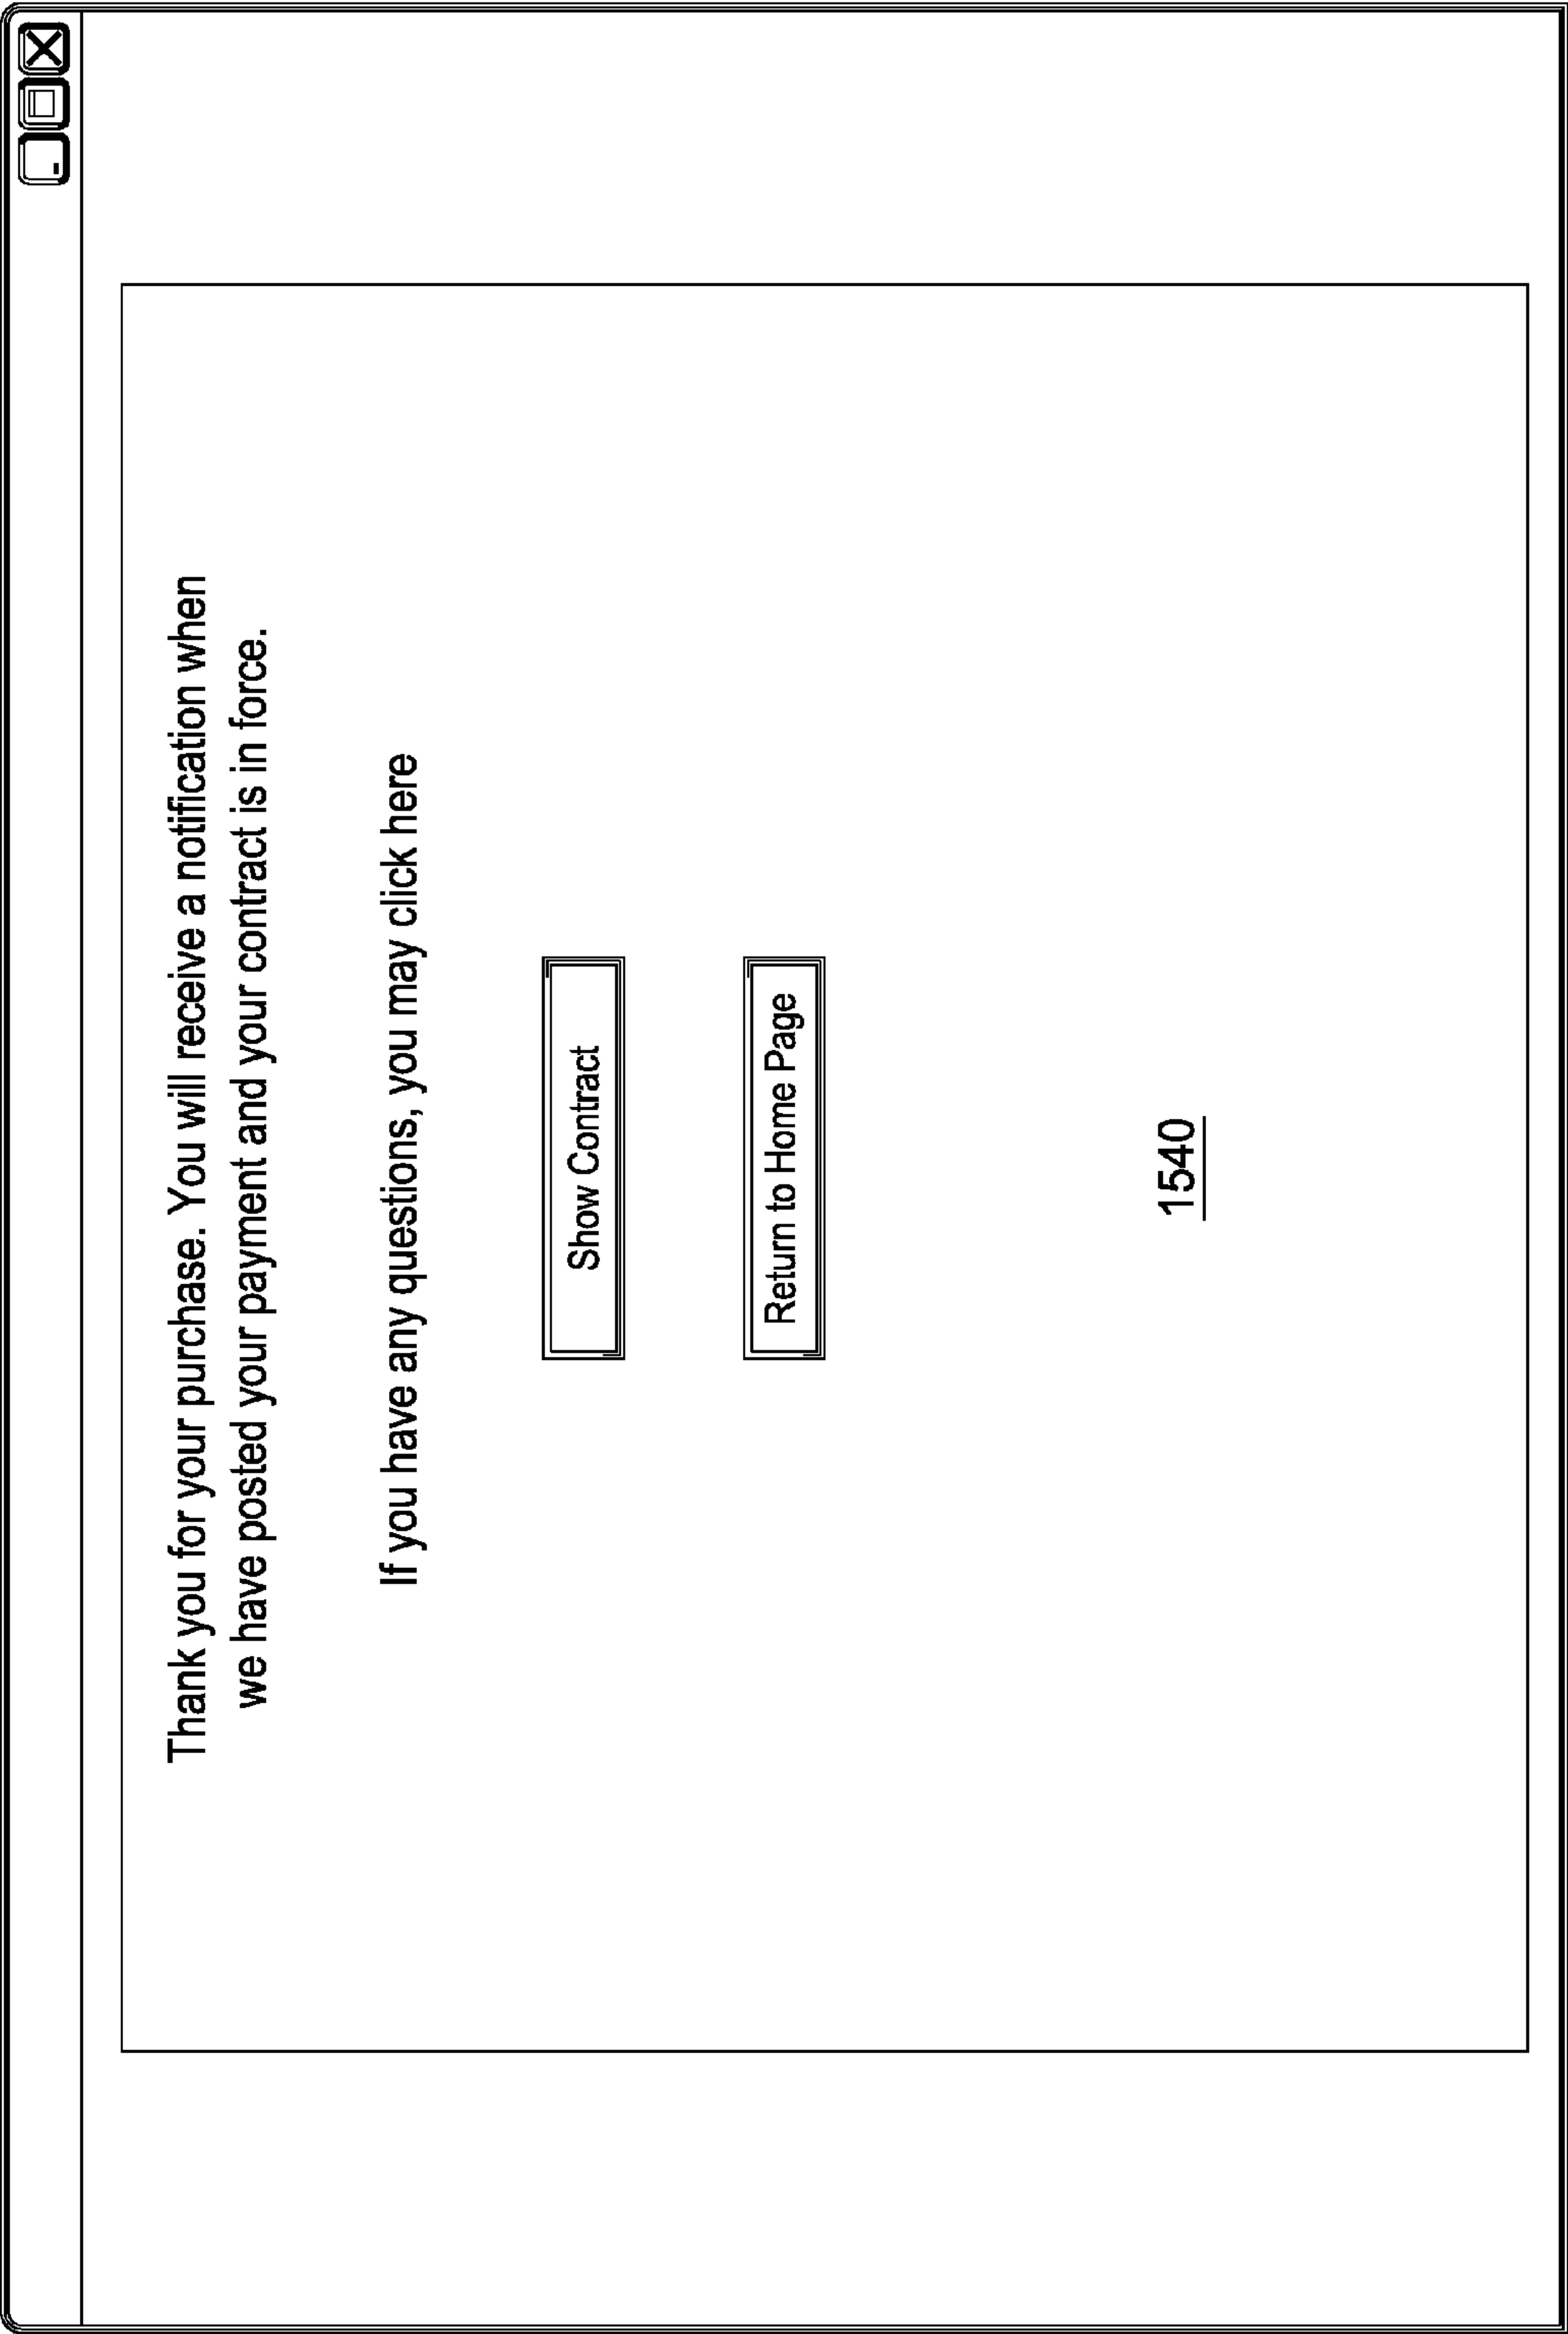 Thank you for your purchase. You will receive a notification when
we have posted your payment and your contract is in force.
If you have any questions, you may click here
Show Contract
Return to Home Page
1540